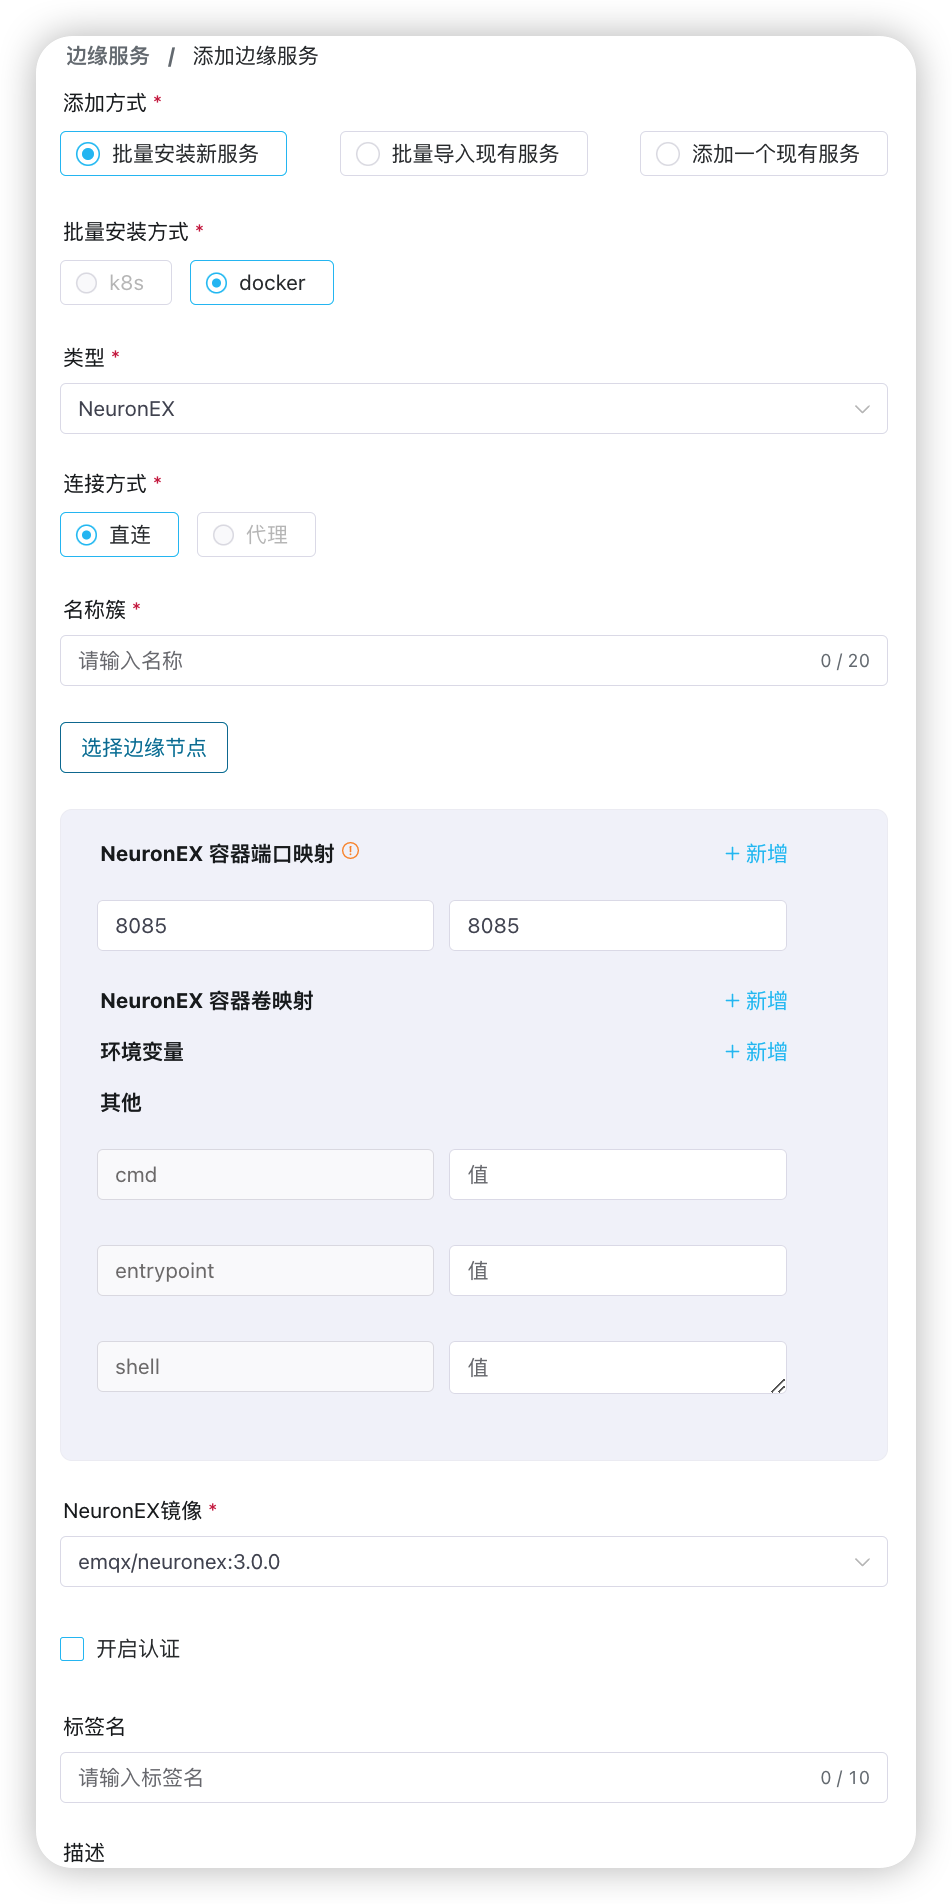 边缘服务 / 添加边缘服务
添加方式 *
批量安装新服务 批量导入现有服务 添加一个现有服务
批量安装方式 *
k8s docker
类型 *
NeuronEX
连接方式 *
直连 代理
名称簇 *
请输入名称 0 / 20
选择边缘节点
NeuronEX 容器端口映射 + 新增
8085 8085
NeuronEX 容器卷映射 + 新增
环境变量 + 新增
其他
cmd 值
entrypoint 值
shell 值
NeuronEX镜像 *
emqx/neuronex:3.0.0
开启认证
标签名
请输入标签名 0 / 10
描述